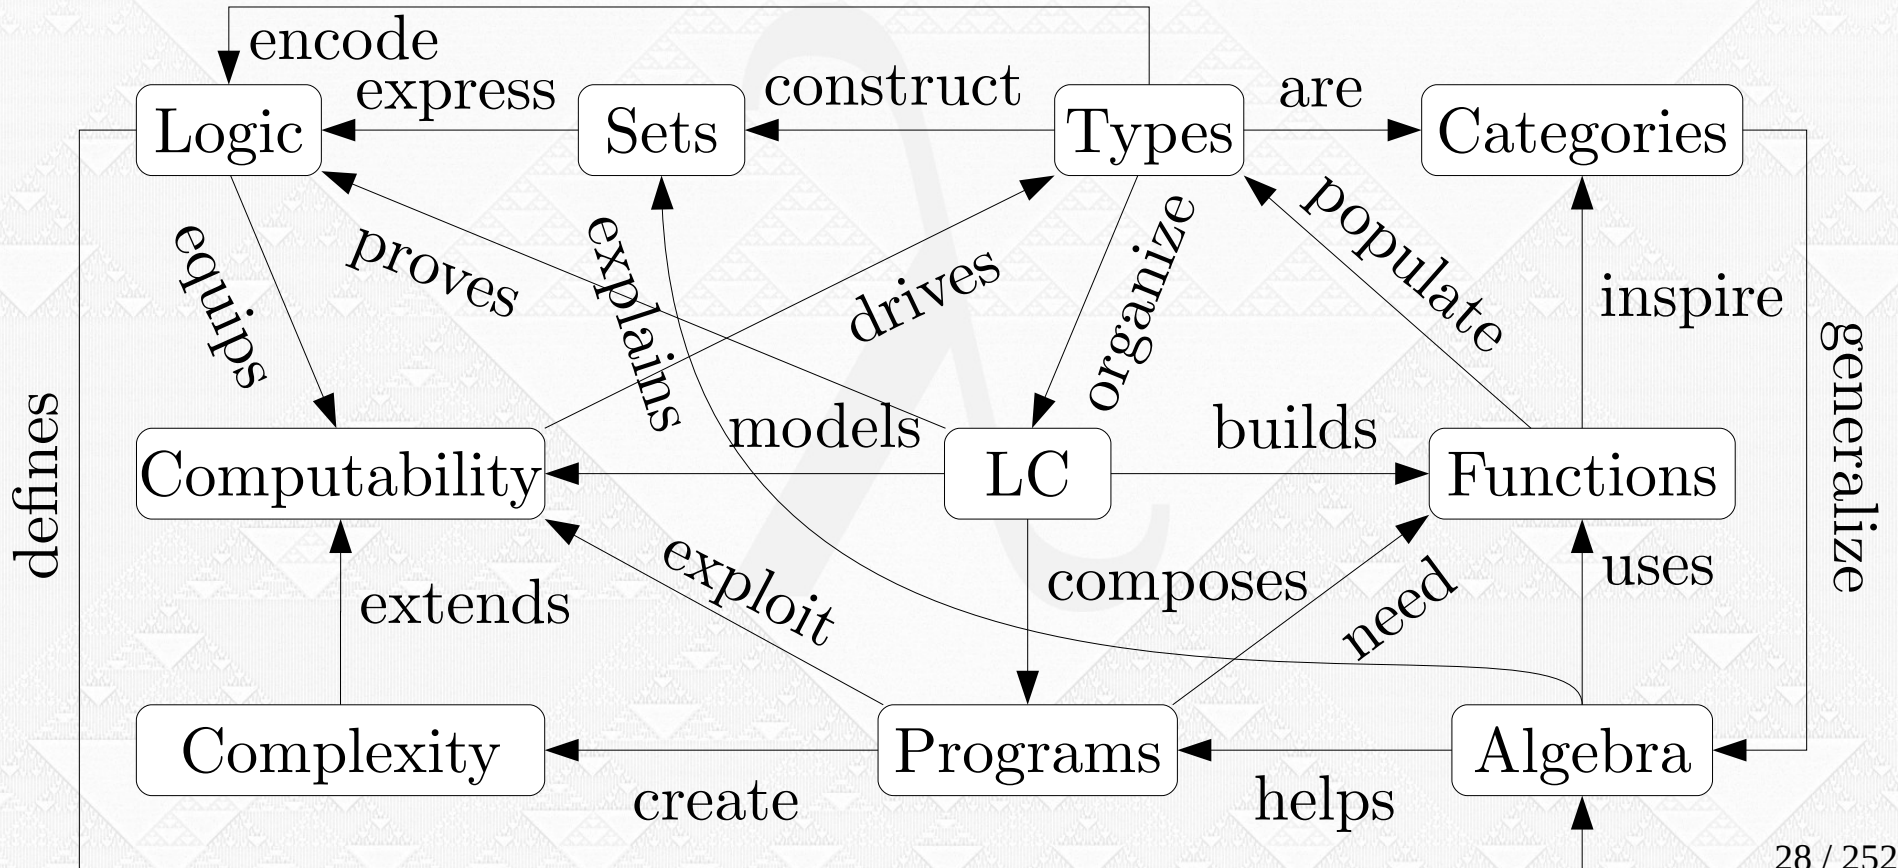 encode
express
construct
are
Logic
Sets
Types
Categories
equips
proves
explains
drives
organize
populate
inspire
generalize
defines
models
builds
Computability
LC
Functions
extends
exploit
composes
need
uses
Complexity
Programs
Algebra
create
helps
28 / 252